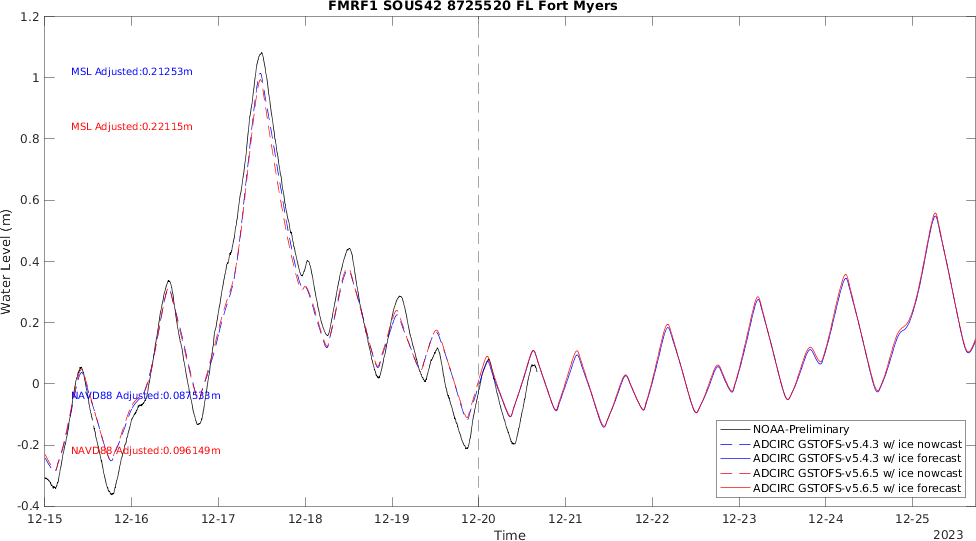 FMRF1 SOUS42 8725520 FL Fort Myers
Water Level (m)
1.2
1
0.8
0.6
0.4
0.2
0
-0.2
-0.4
MSL Adjusted:0.21253m
MSL Adjusted:0.22115m
NAVD88 Adjusted:0.087533m
NAVD88 Adjusted:0.096149m
NOAA-Preliminary
ADCIRC GSTOFS-v5.4.3 w/ ice nowcast
ADCIRC GSTOFS-v5.4.3 w/ ice forecast
ADCIRC GSTOFS-v5.6.5 w/ ice nowcast
ADCIRC GSTOFS-v5.6.5 w/ ice forecast
12-15 12-16 12-17 12-18 12-19 12-20 12-21 12-22 12-23 12-24 12-25
Time
2023